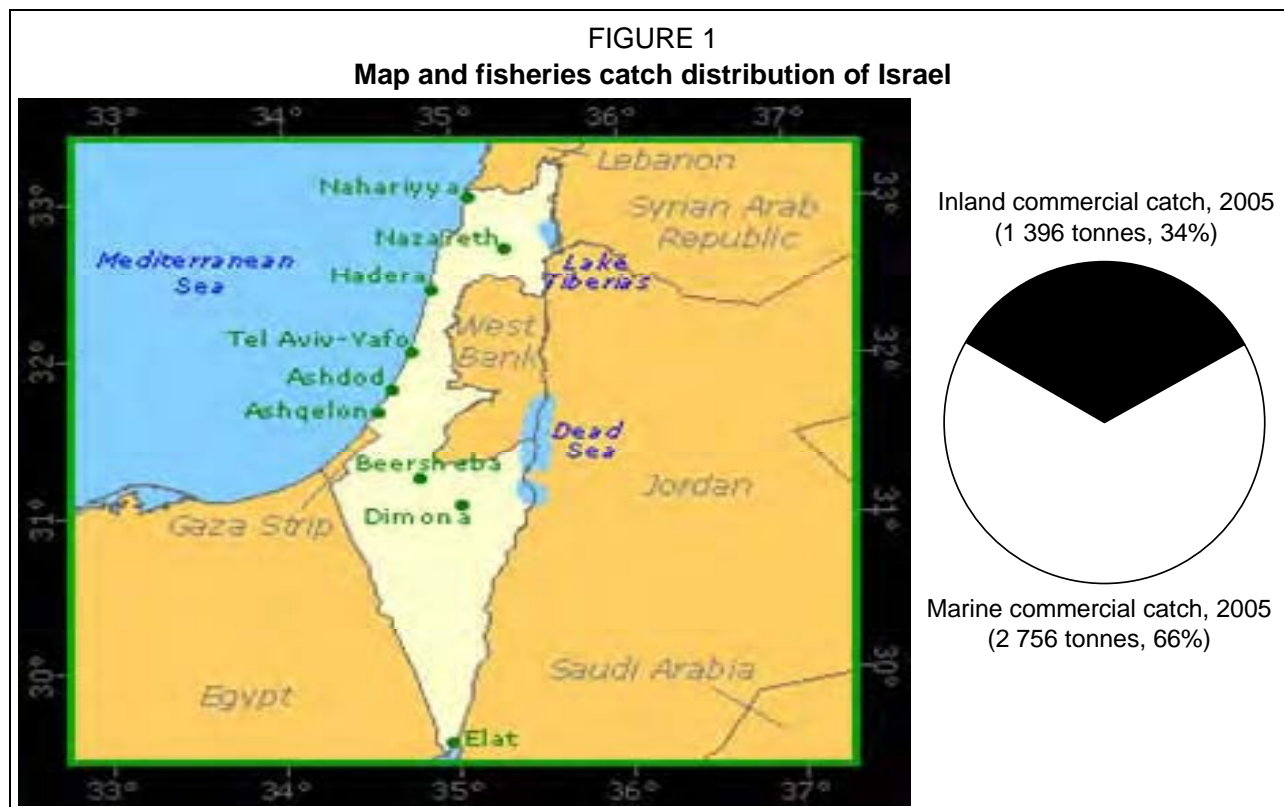 FIGURE 1
Map and fisheries catch distribution of Israel
33° 34° 35° 36° 37°
Lebanon
Nahariyya
33° 33°
Syrian Arab
Republic
Nazareth
Mediterranean
Sea
Hadera
Lake
Tiberias
West
Bank
Tel Aviv-Yafo
32° 32°
Ashdod
Ashqelon
Dead
Sea
Beersheba
Jordan
Dimona
31° 31°
Gaza Strip
Saudi Arabia
30° 30°
Egypt
Elat
33° 34° 35° 36° 37°
Inland commercial catch, 2005
(1 396 tonnes, 34%)
Marine commercial catch, 2005
(2 756 tonnes, 66%)